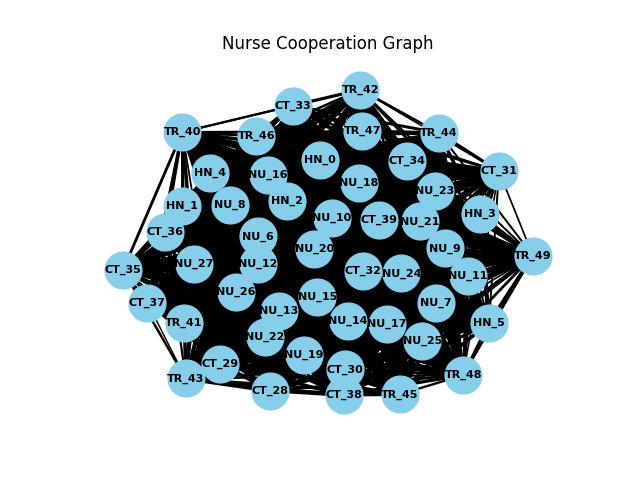 Nurse Cooperation Graph
TR_42
CT_33
TR_40
TR_46
TR_47
TR_44
HN_0
CT_34
HN_4
NU_16
CT_31
NU_18
NU_23
HN_1
NU_8
HN_2
HN_3
NU_10
CT_39
NU_21
CT_36
NU_6
NU_20
NU_9
TR_49
CT_35
NU_27
NU_12
CT_32
NU_24
NU_11
NU_26
NU_15
CT_37
NU_7
NU_13
TR_41
NU_14
NU_17
HN_5
NU_22
NU_25
NU_19
CT_29
CT_30
TR_43
TR_48
CT_28
CT_38
TR_45